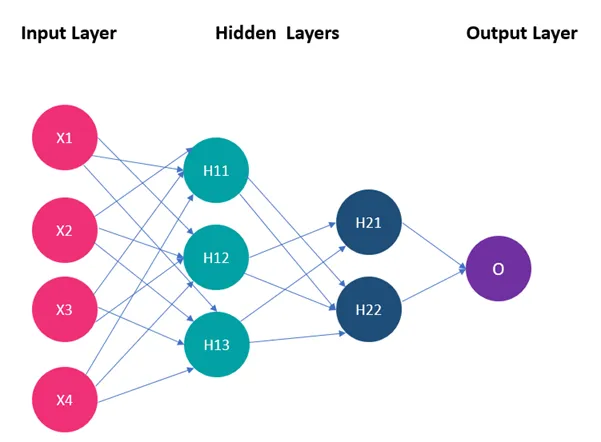 Input Layer
Hidden Layers
Output Layer
X1
X2
X3
X4
H11
H12
H13
H21
H22
O